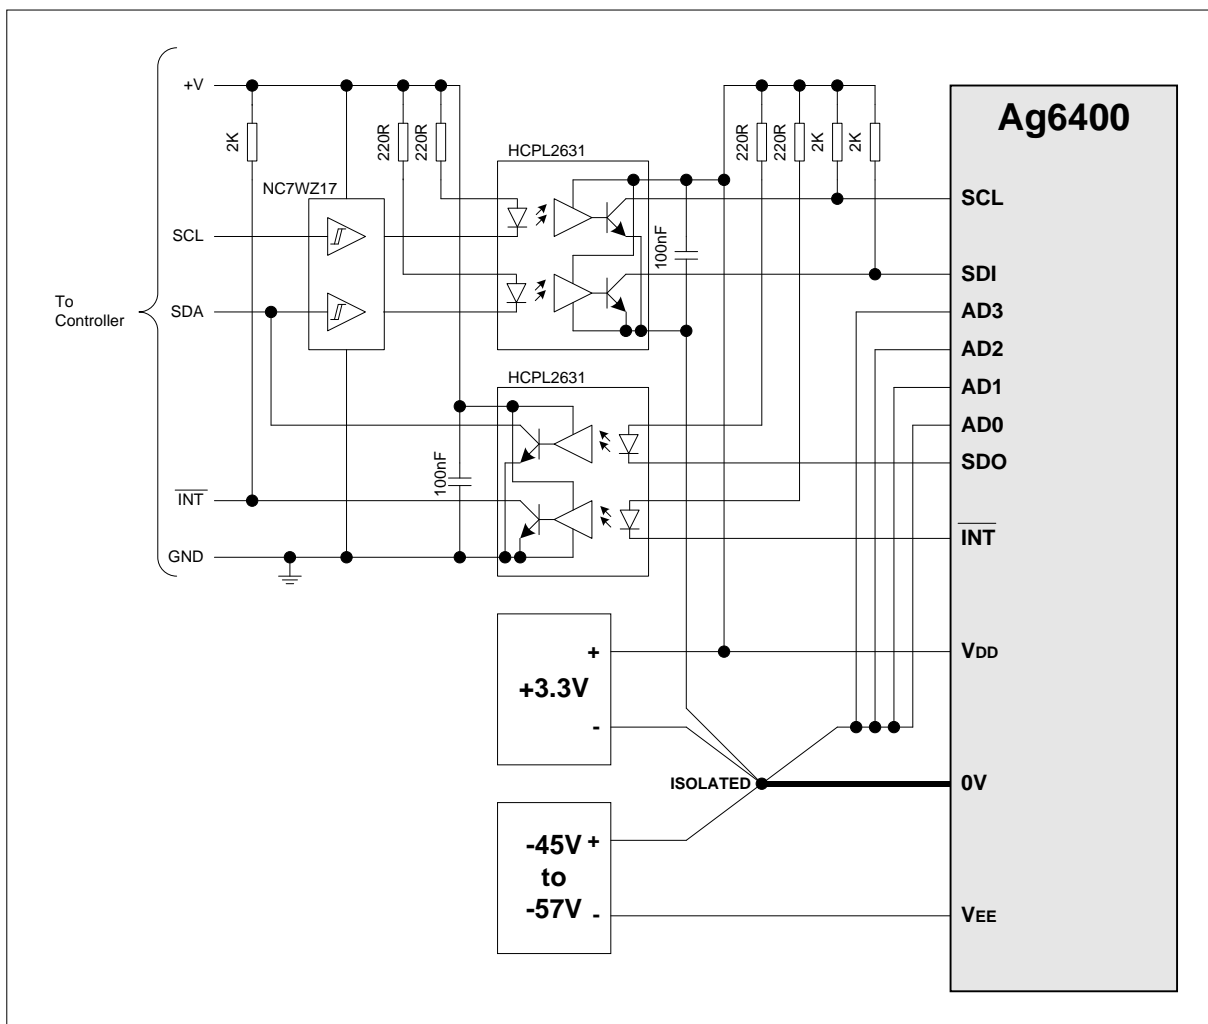 +V
2K
220R
220R
HCPL2631
220R
220R
2K
2K
Ag6400
NC7WZ17
SCL
SCL
100nF
SDI
To
Controller
SDA
AD3
AD2
HCPL2631
AD1
AD0
100nF
SDO
INT
INT
GND
+
+3.3V
-
VDD
ISOLATED
0V
-45V
to
-57V
+
-
VEE